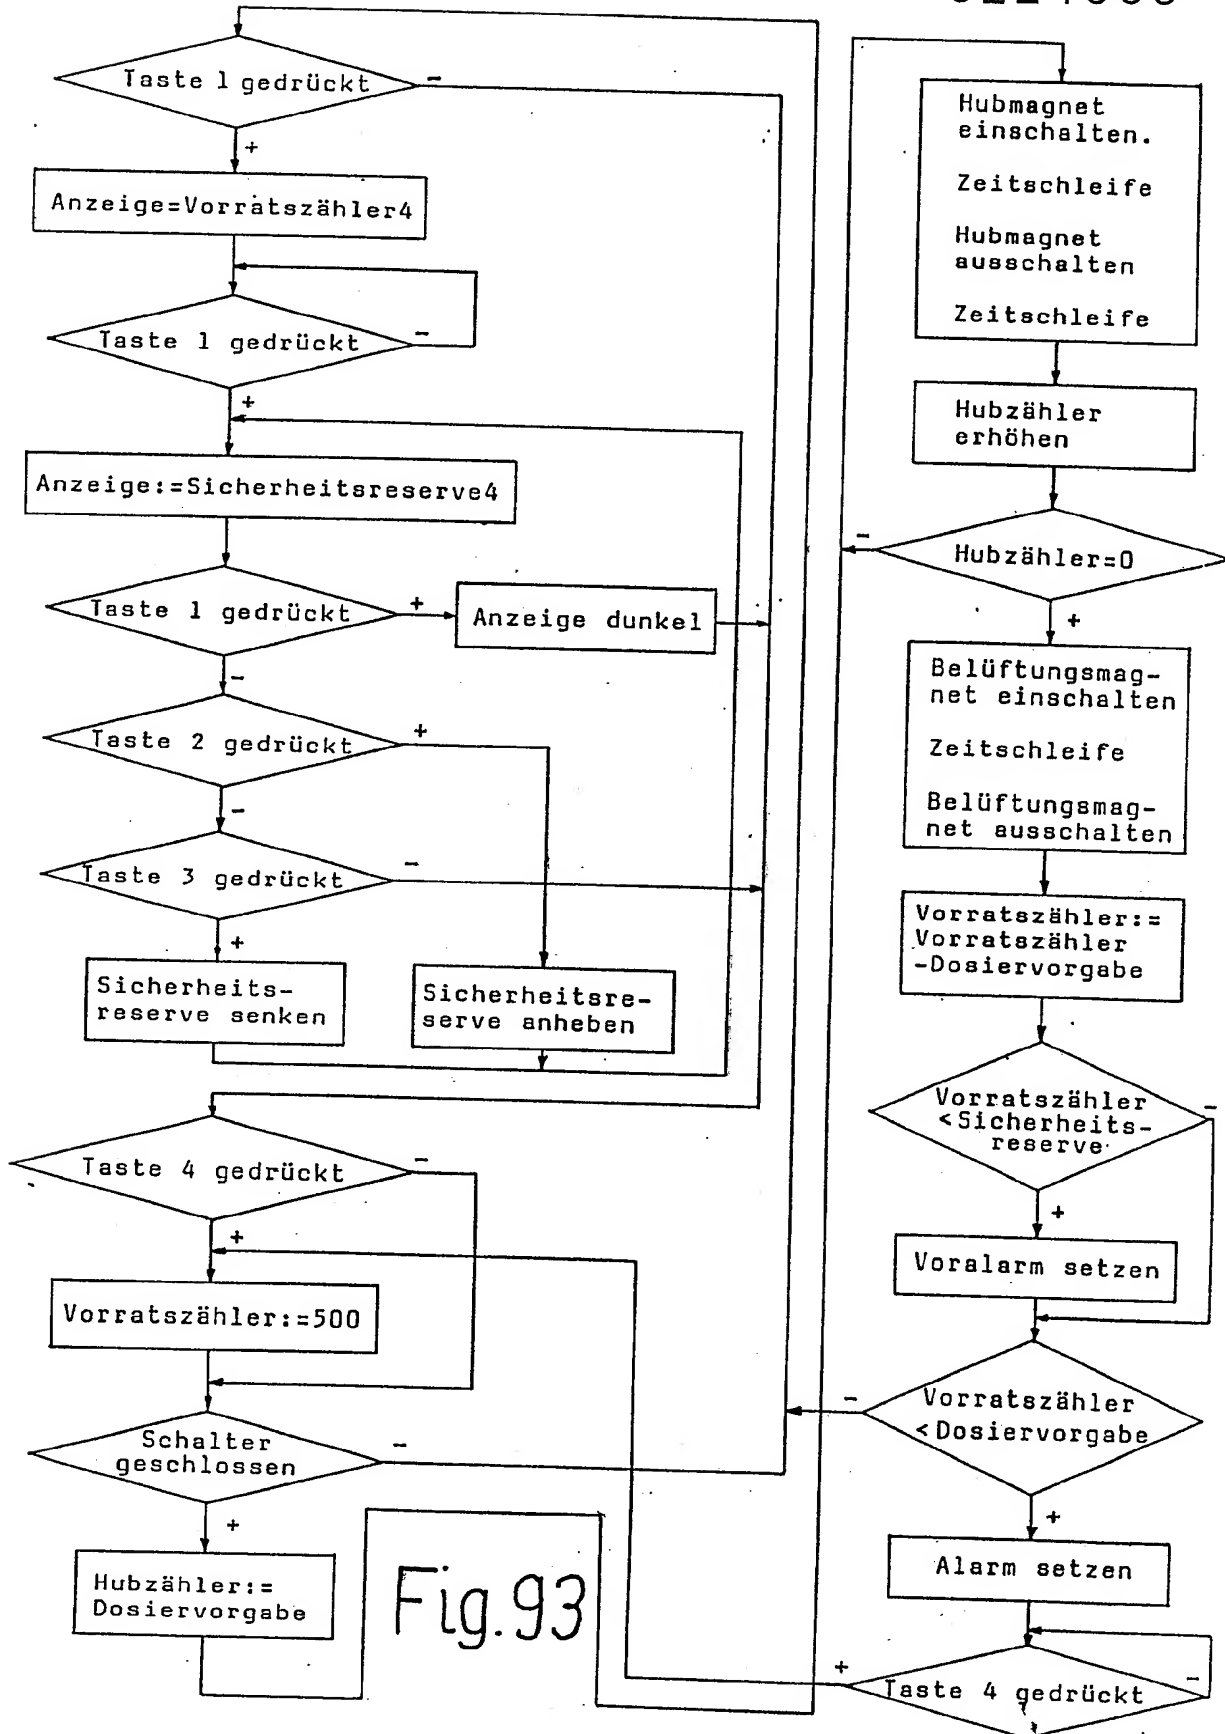 Taste 1 gedrückt
-
+
Anzeige=Vorratszähler4
Taste 1 gedrückt
-
+
Anzeige:=Sicherheitsreserve4
Taste 1 gedrückt
+
Anzeige dunkel
-
Taste 2 gedrückt
+
-
Taste 3 gedrückt
-
+
Sicherheits-
reserve senken
Sicherheitsre-
serve anheben
Taste 4 gedrückt
-
+
Vorratszähler:=500
Schalter
geschlossen
-
+
Hubzähler:=
Dosiervorgabe
Fig.93
Hubmagnet
einschalten.
Zeitschleife
Hubmagnet
ausschalten
Zeitschleife
Hubzähler
erhöhen
-
Hubzähler=0
+
Belüftungsmag-
net einschalten
Zeitschleife
Belüftungsmag-
net ausschalten
Vorratszähler:=
Vorratszähler
-Dosiervorgabe
Vorratszähler
<Sicherheits-
reserve
-
+
Voralarm setzen
-
Vorratszähler
<Dosiervorgabe
+
Alarm setzen
+
Taste 4 gedrückt
-